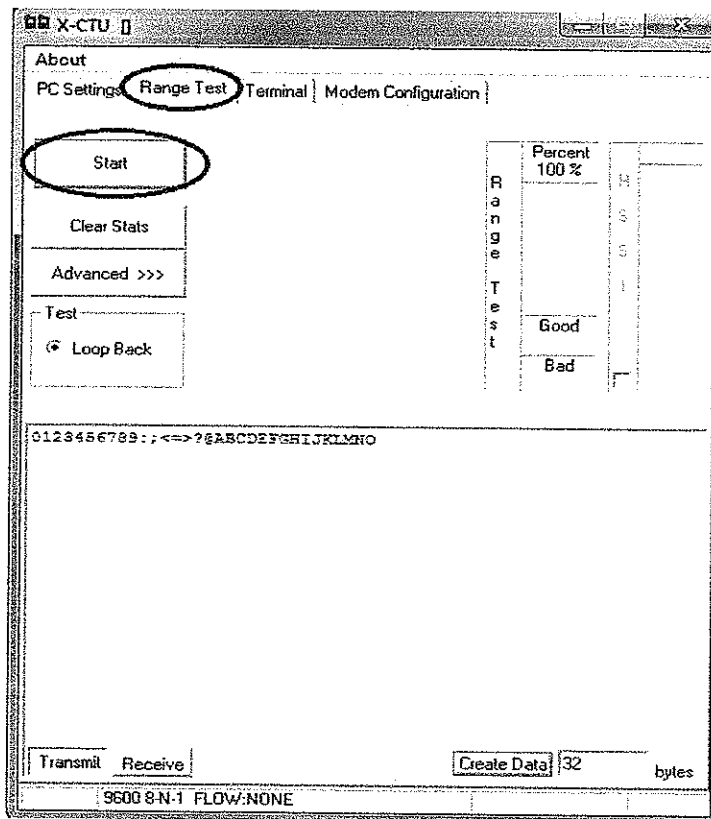 X-CTU []
About
PC Settings Range Test Terminal Modem Configuration
Start
Clear Stats
Advanced >>>
Test
Loop Back
Range Test
Percent
100 %
Good
Bad
RSSI
0123456789:;<=>?@ABCDEFGHIJKLMNO
Transmit Receive
Create Data 32 bytes
9600 8-N-1 FLOW:NONE